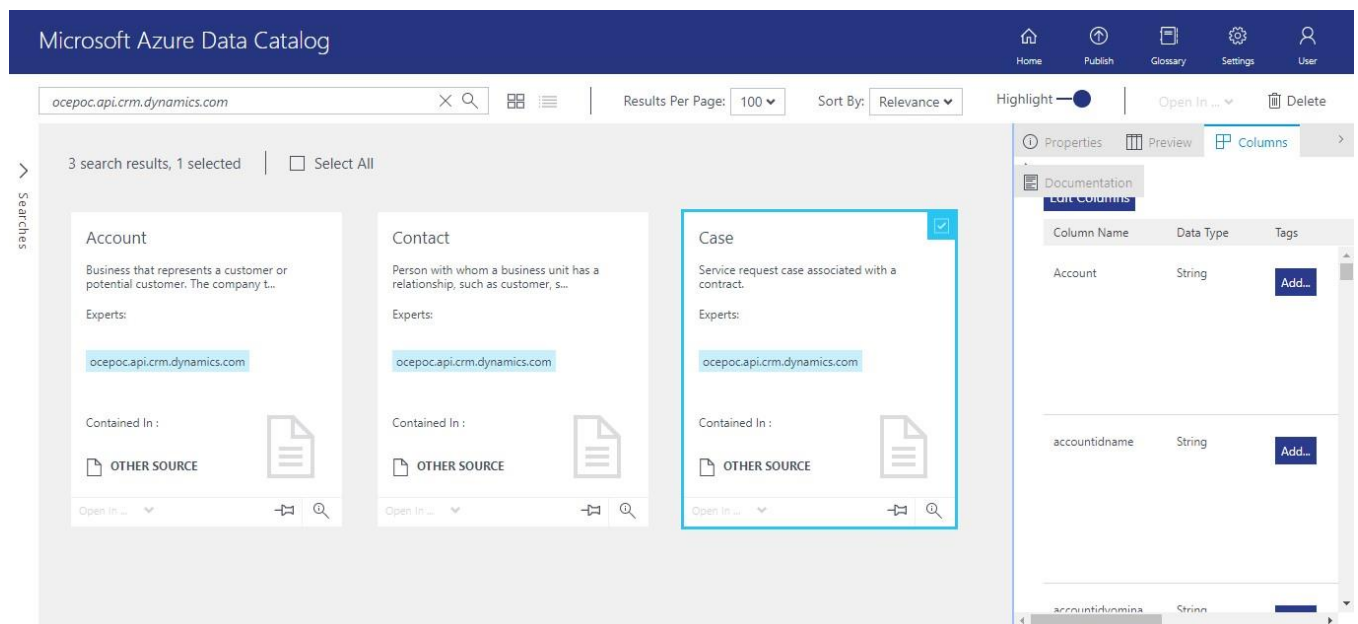 Microsoft Azure Data Catalog
Home
Publish
Glossary
Settings
User
ocepoc.api.crm.dynamics.com
Results Per Page: 100
Sort By: Relevance
Highlight
Open In ...
Delete
Searches
3 search results, 1 selected
Select All
Account
Business that represents a customer or
potential customer. The company t...
Experts:
ocepoc.api.crm.dynamics.com
Contained In :
OTHER SOURCE
Open In ...
Contact
Person with whom a business unit has a
relationship, such as customer, s...
Experts:
ocepoc.api.crm.dynamics.com
Contained In :
OTHER SOURCE
Open In ...
Case
Service request case associated with a
contract.
Experts:
ocepoc.api.crm.dynamics.com
Contained In :
OTHER SOURCE
Open In ...
Properties
Preview
Columns
Documentation
Edit Columns
Column Name Data Type Tags
Account String Add...
accountidname String Add...
accountidyomina String